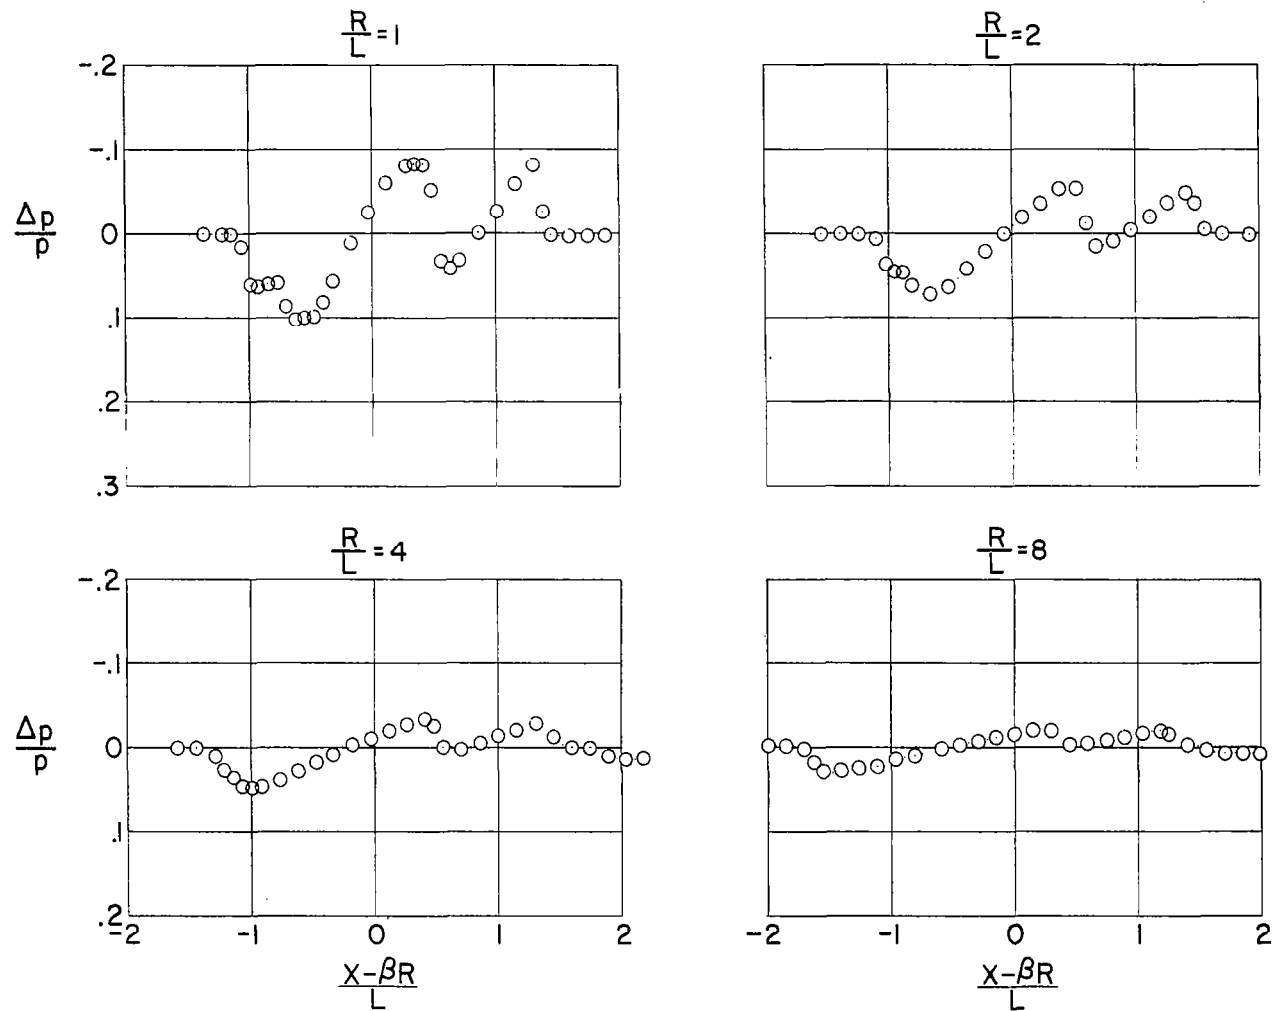 R/L = 1
R/L = 2
-.2
-.1
Δp/p
0
.1
.2
.3
R/L = 4
R/L = 8
-.2
-.1
Δp/p
0
.1
.2
-2 -1 0 1 2
-2 -1 0 1 2
X-βR/L
X-βR/L